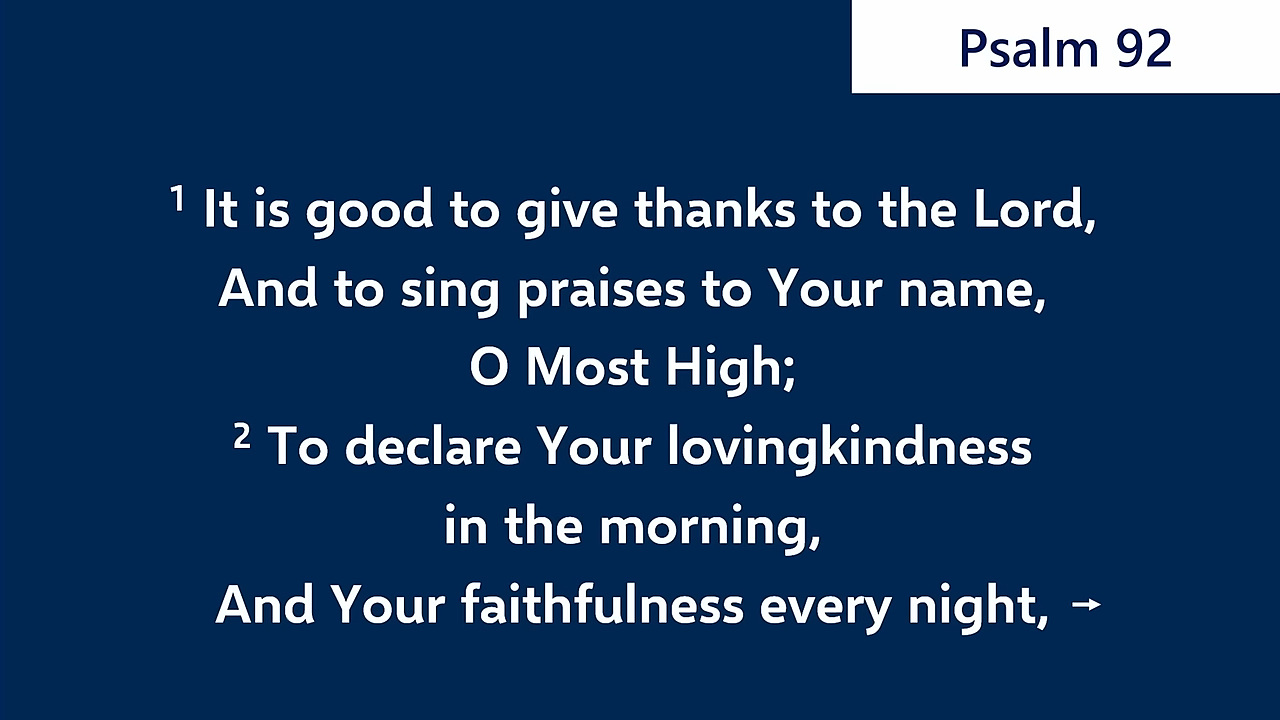 Psalm 92
¹ It is good to give thanks to the Lord,
And to sing praises to Your name,
O Most High;
² To declare Your lovingkindness
in the morning,
And Your faithfulness every night, →